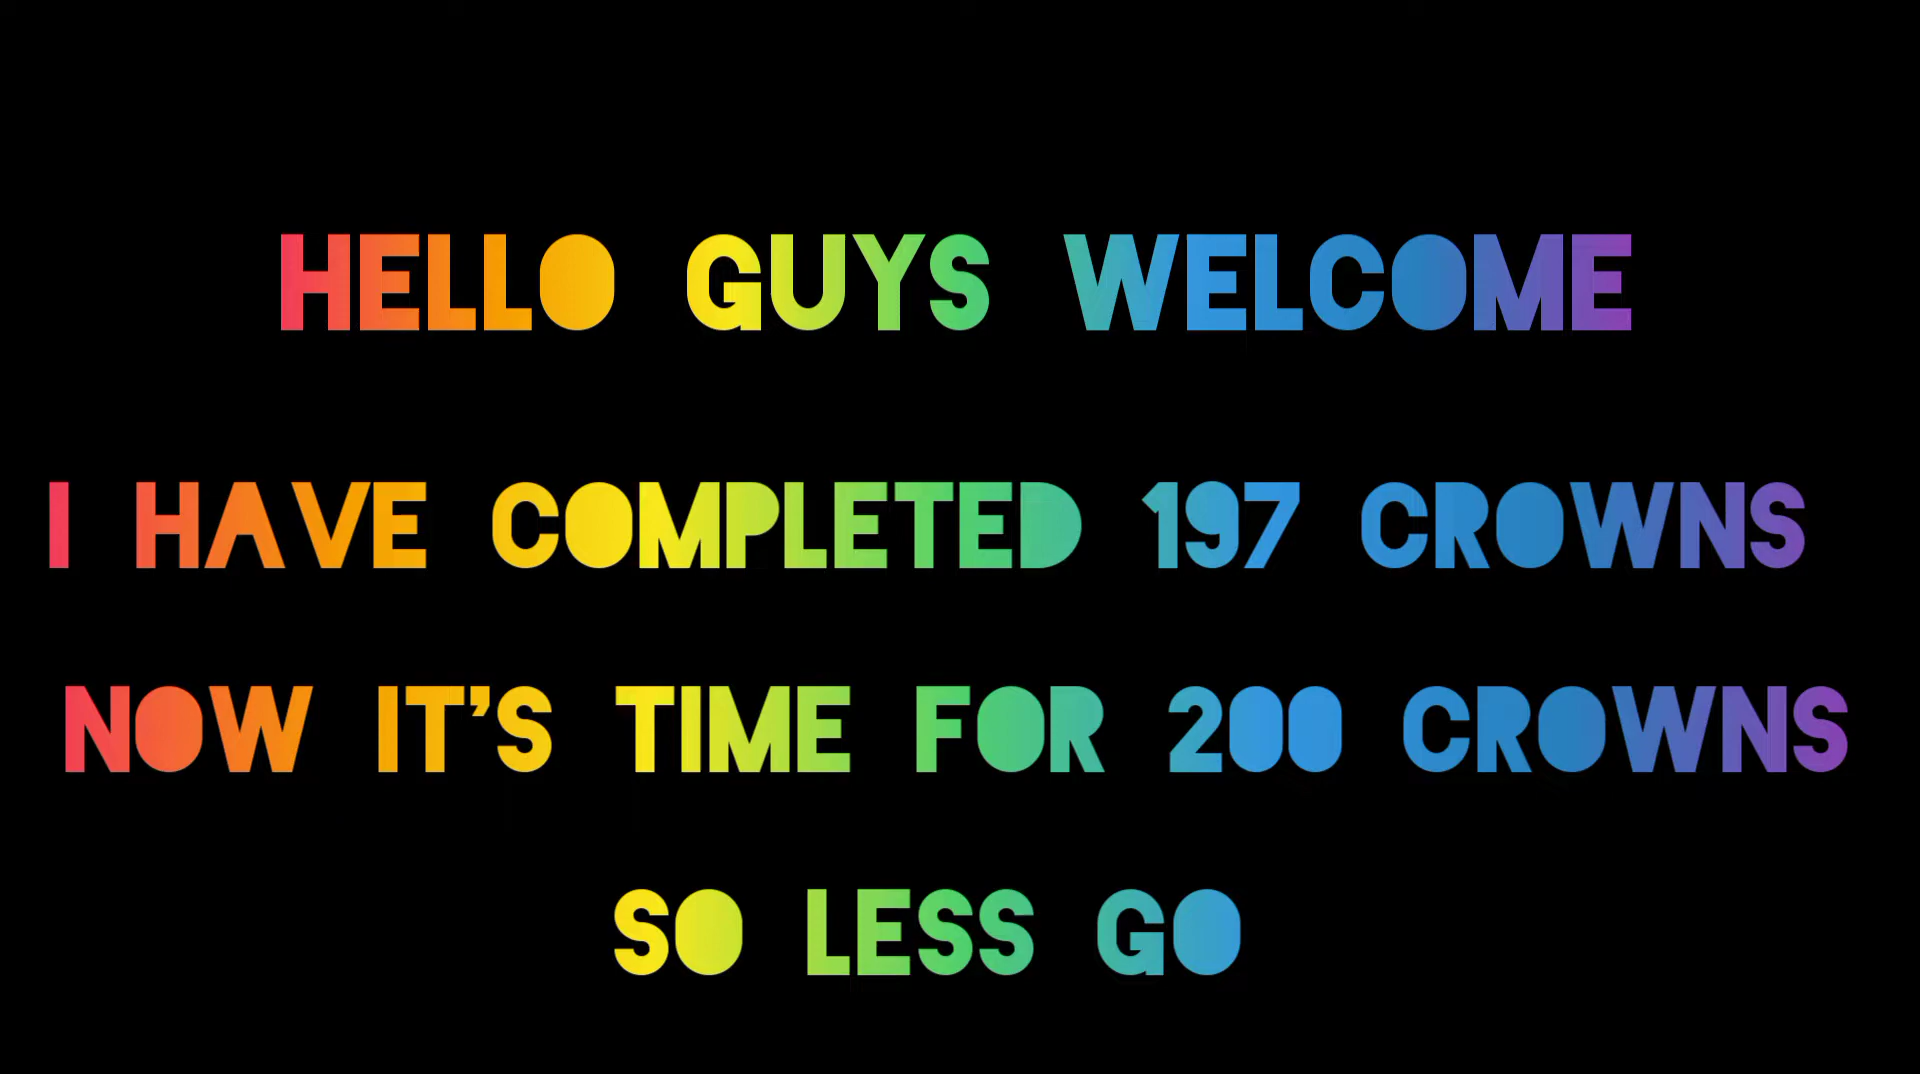 HELLO GUYS WELCOME
I HAVE COMPLETED 197 CROWNS
NOW IT'S TIME FOR 200 CROWNS
SO LESS GO